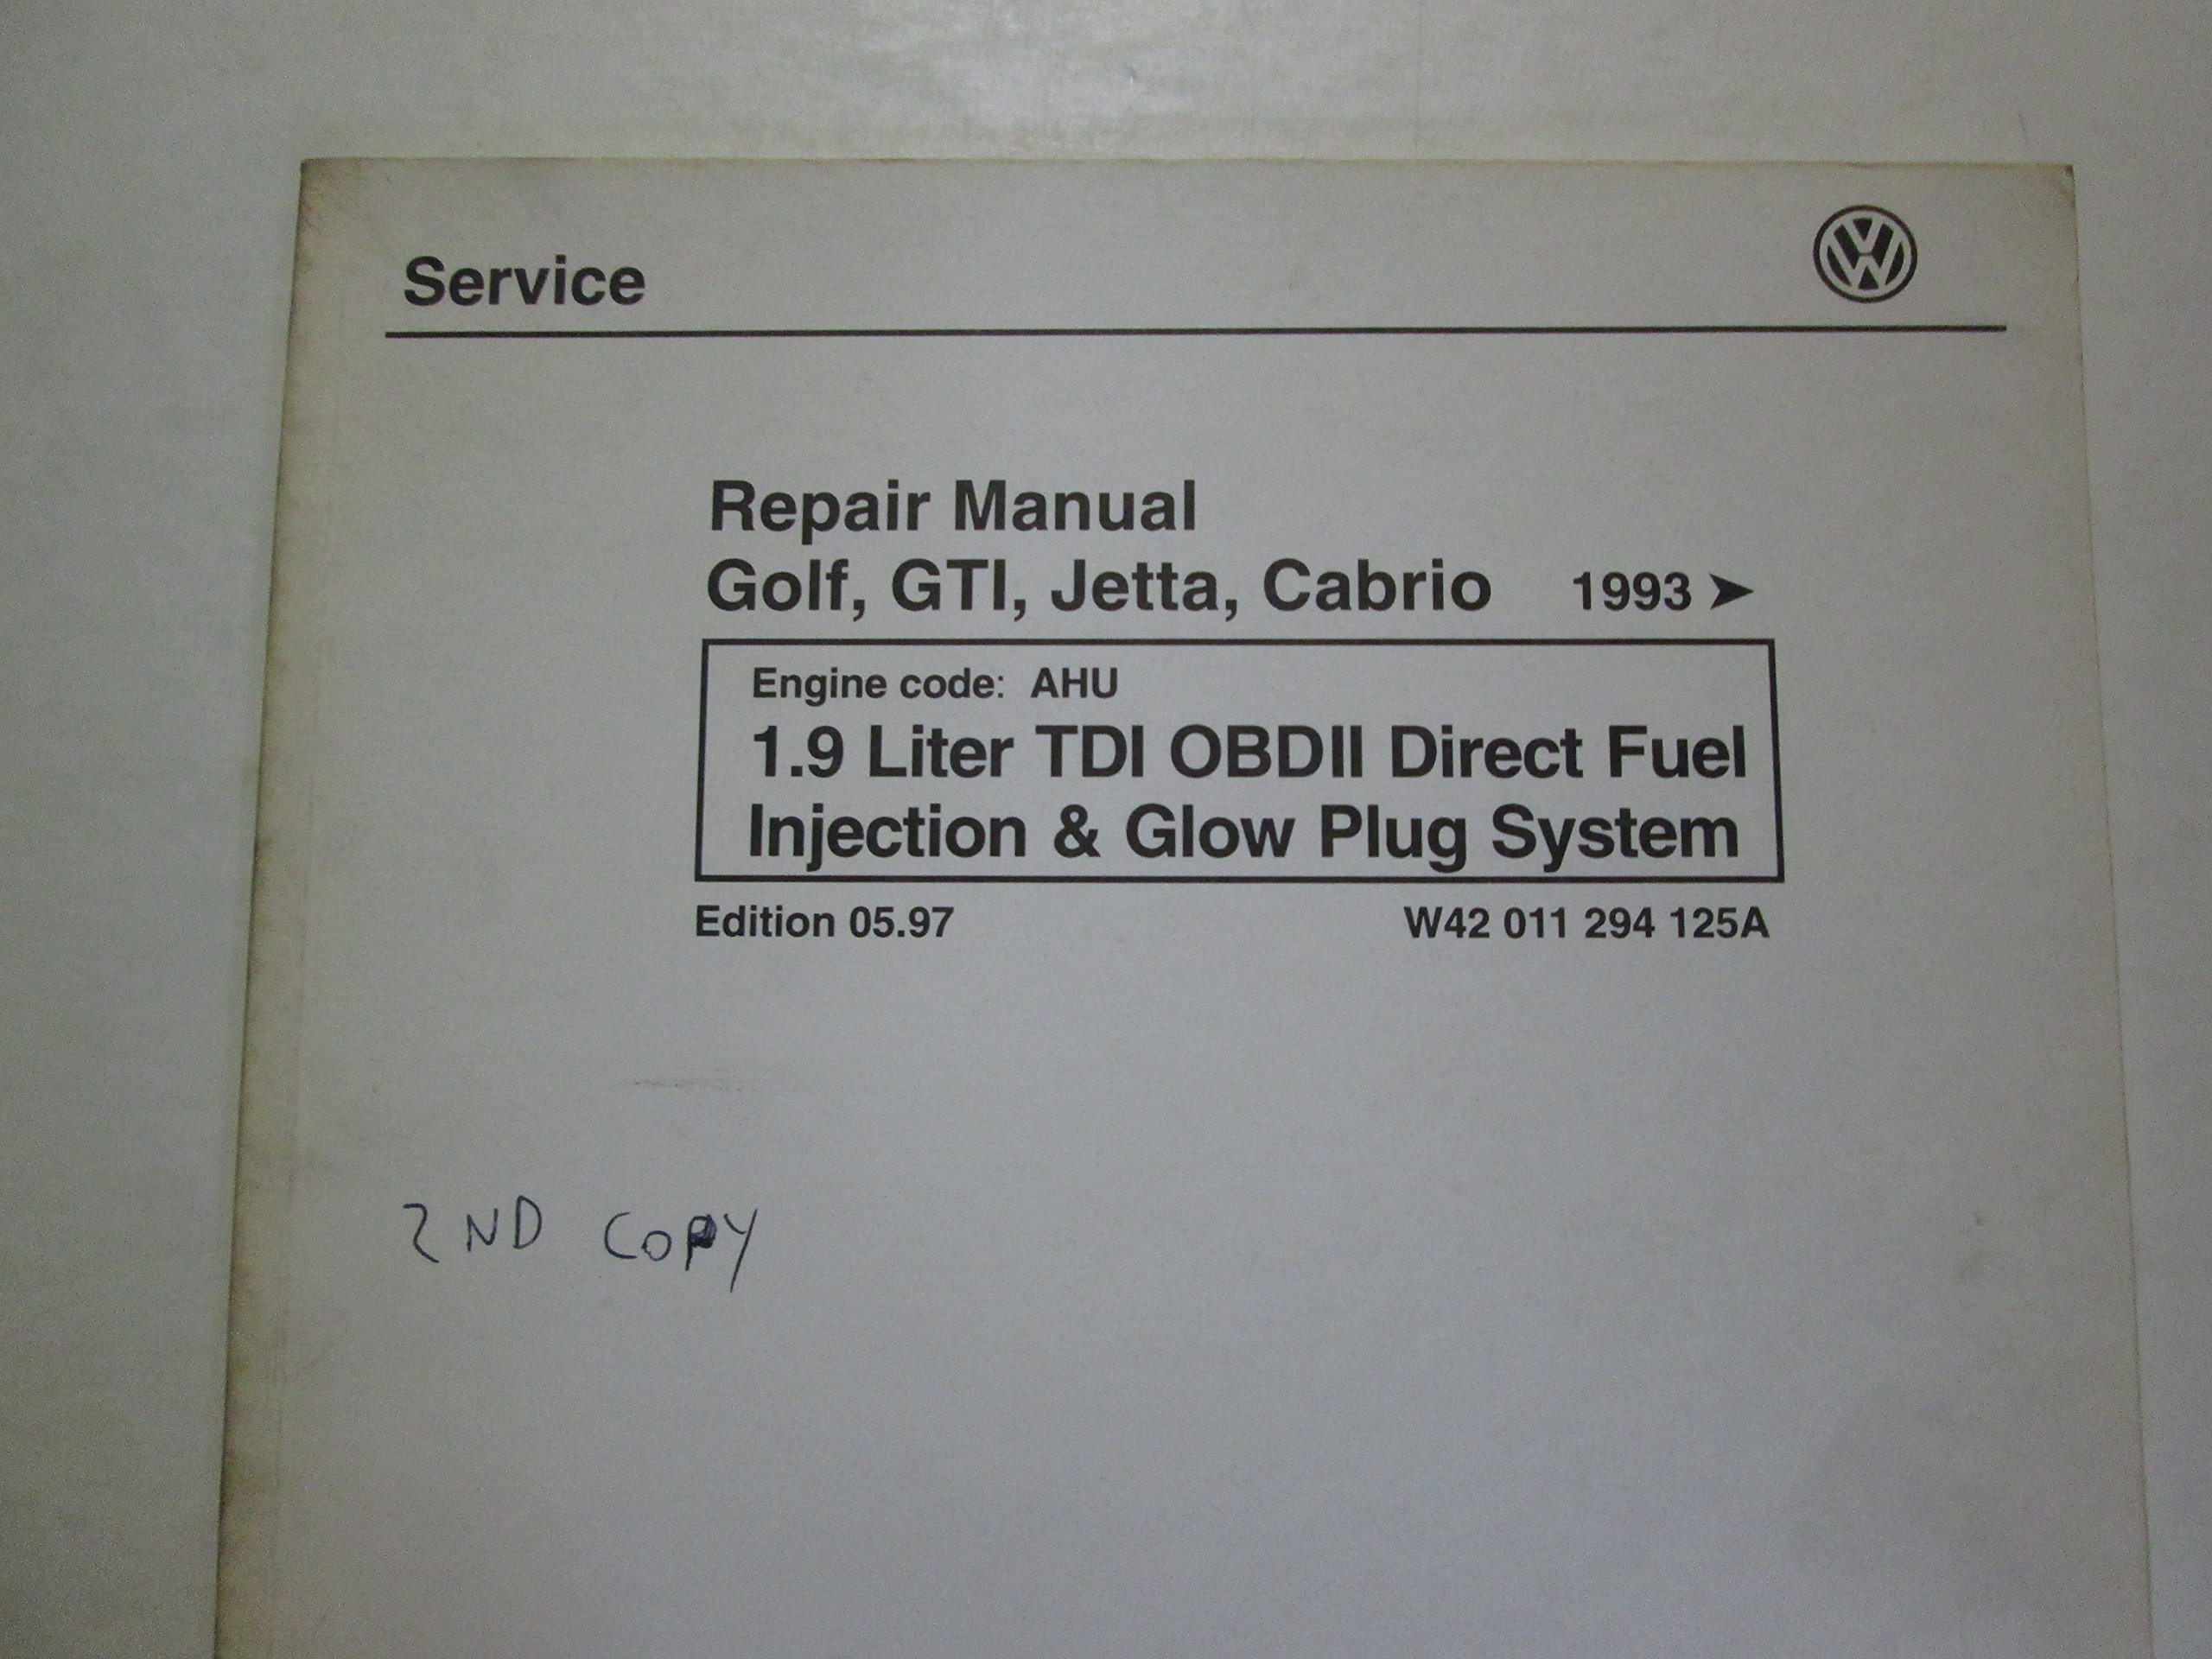 Service
Repair Manual
Golf, GTI, Jetta, Cabrio 1993 ➤
Engine code: AHU
1.9 Liter TDI OBDII Direct Fuel
Injection & Glow Plug System
Edition 05.97 W42 011 294 125A
2ND COPY